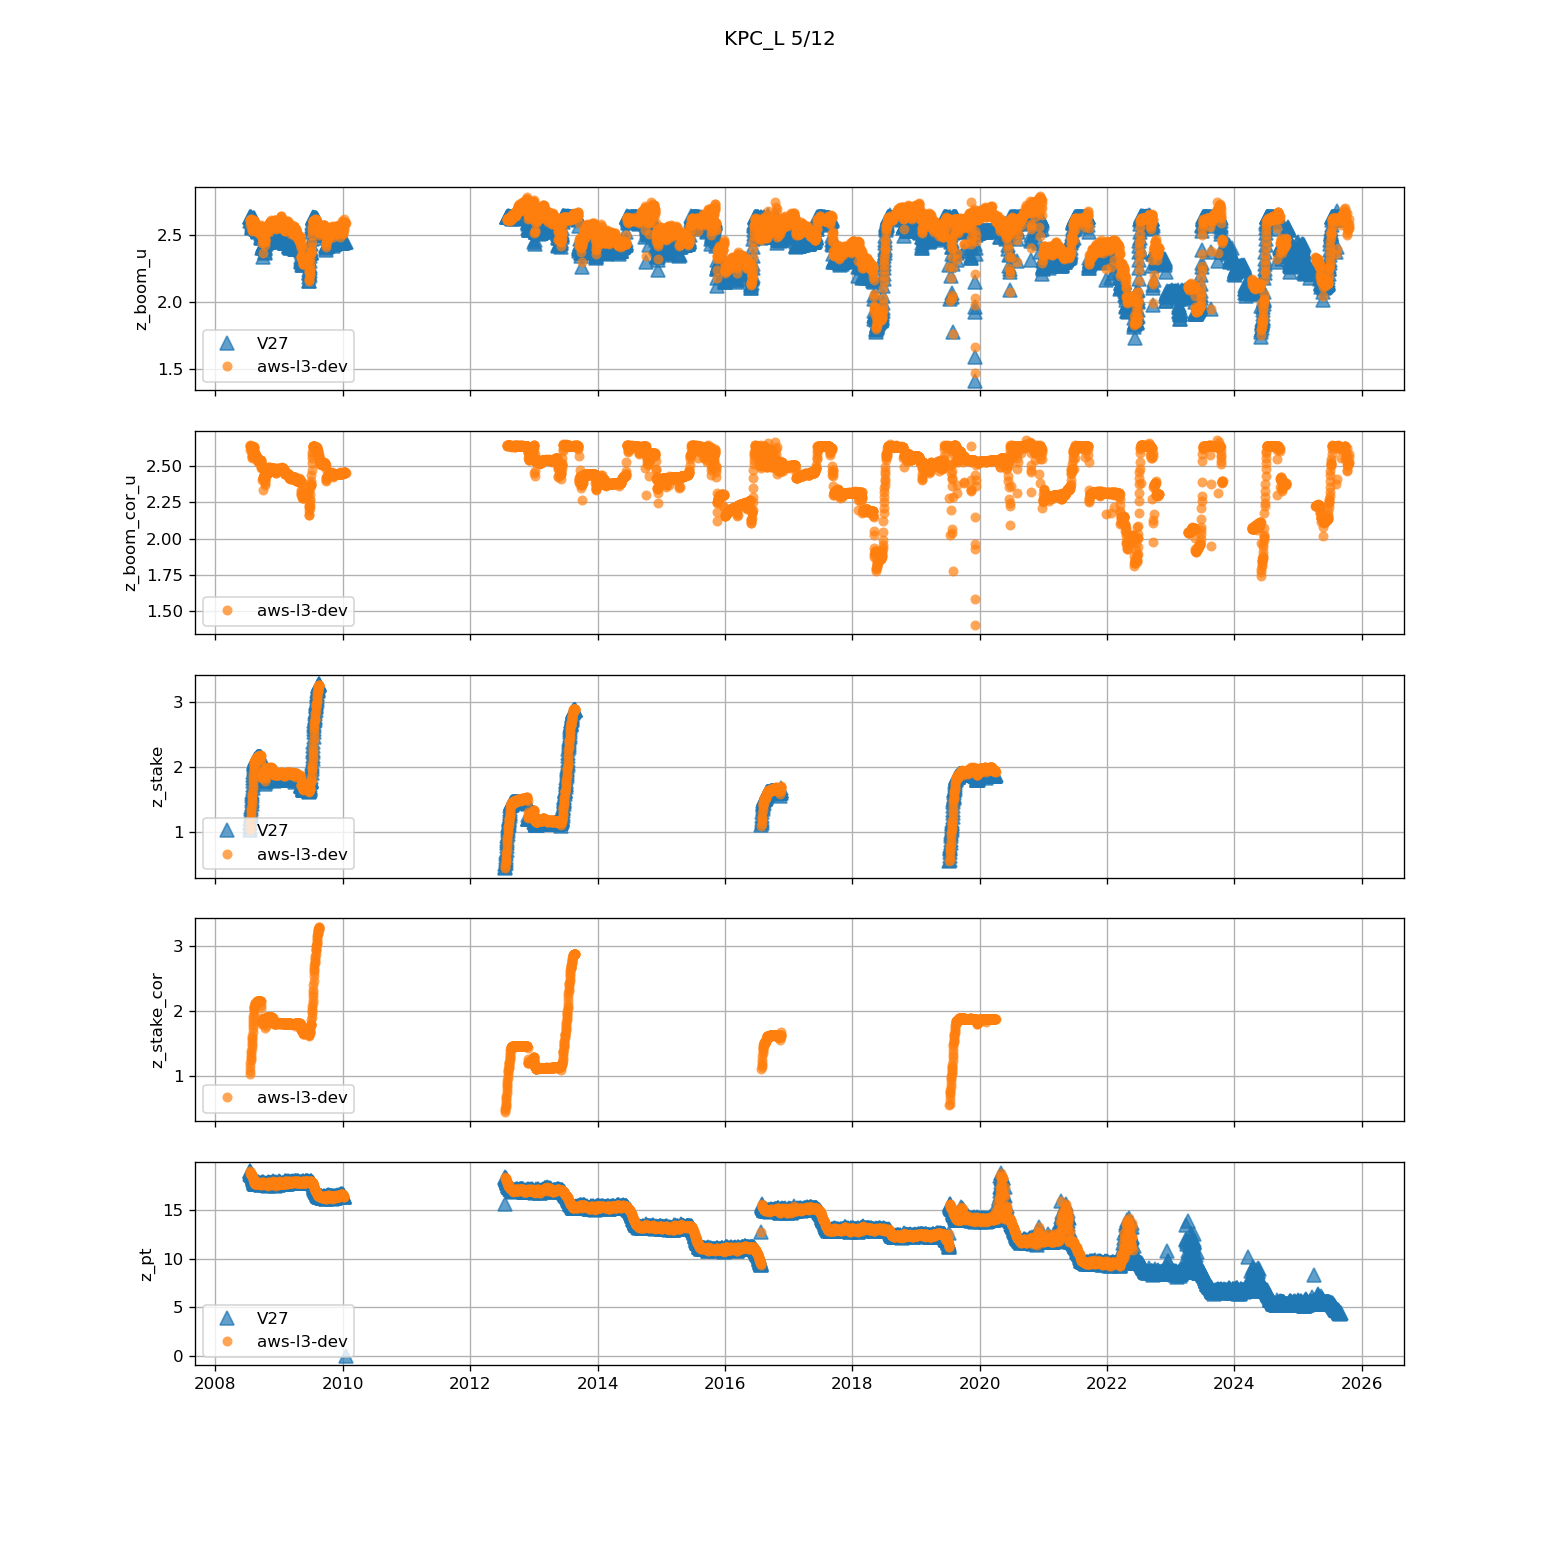 KPC_L 5/12
z_boom_u
2.5
2.0
1.5
V27
aws-l3-dev
z_boom_cor_u
2.50
2.25
2.00
1.75
1.50
aws-l3-dev
z_stake
3
2
1
V27
aws-l3-dev
z_stake_cor
3
2
1
aws-l3-dev
z_pt
15
10
5
0
V27
aws-l3-dev
2008 2010 2012 2014 2016 2018 2020 2022 2024 2026